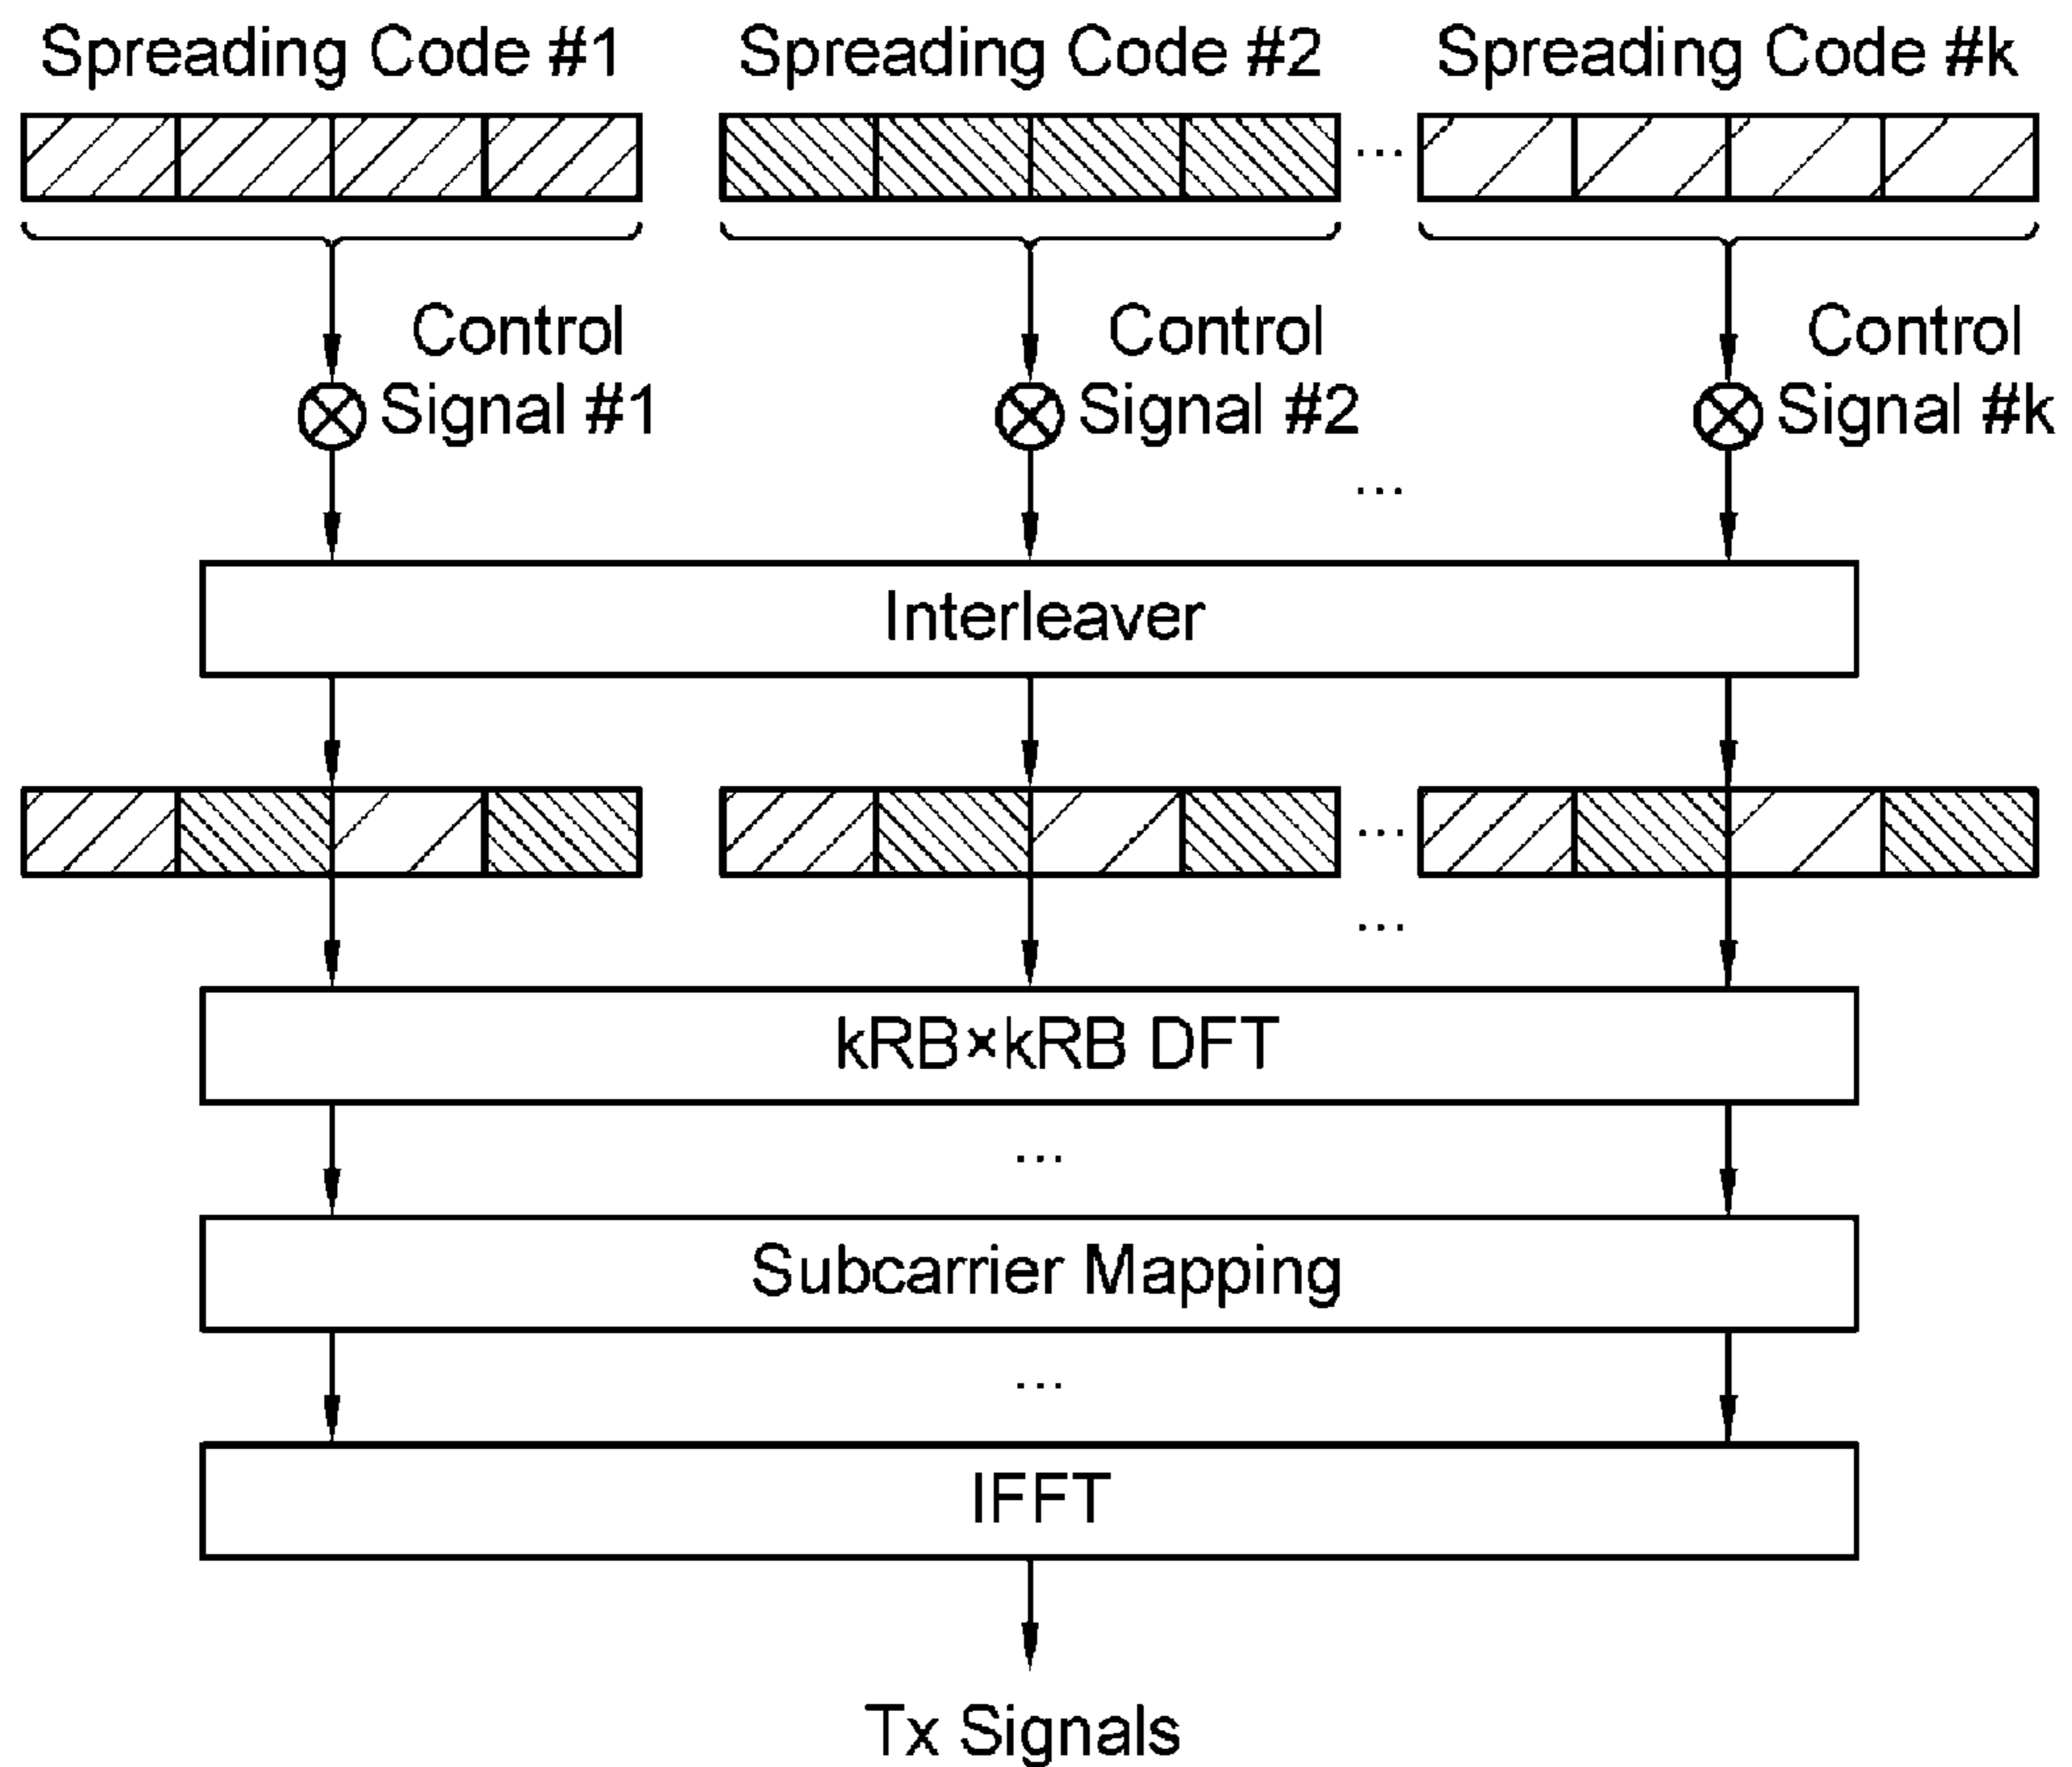 Spreading Code #1 Spreading Code #2 Spreading Code #k
...
Control Control Control
Signal #1 Signal #2 Signal #k
...
Interleaver
...
...
kRB×kRB DFT
...
Subcarrier Mapping
...
IFFT
Tx Signals